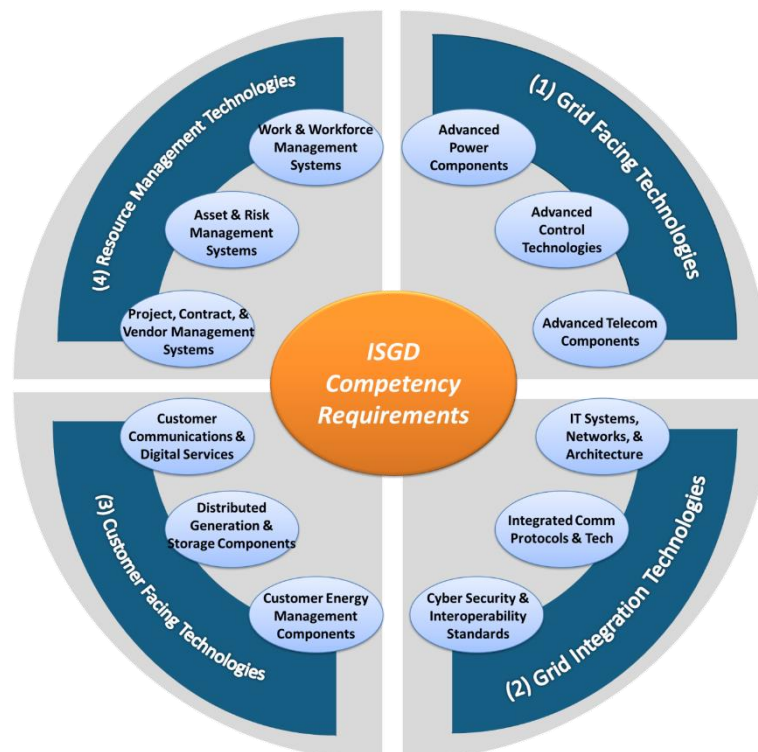 (4) Resource Management Technologies
Work & Workforce
Management
Systems
Asset & Risk
Management
Systems
Project, Contract, &
Vendor Management
Systems
(1) Grid Facing Technologies
Advanced
Power
Components
Advanced
Control
Technologies
Advanced Telecom
Components
ISGD
Competency
Requirements
(3) Customer Facing Technologies
Customer
Communications &
Digital Services
Distributed
Generation &
Storage Components
Customer Energy
Management
Components
(2) Grid Integration Technologies
IT Systems,
Networks, &
Architecture
Integrated Comm
Protocols & Tech
Cyber Security &
Interoperability
Standards